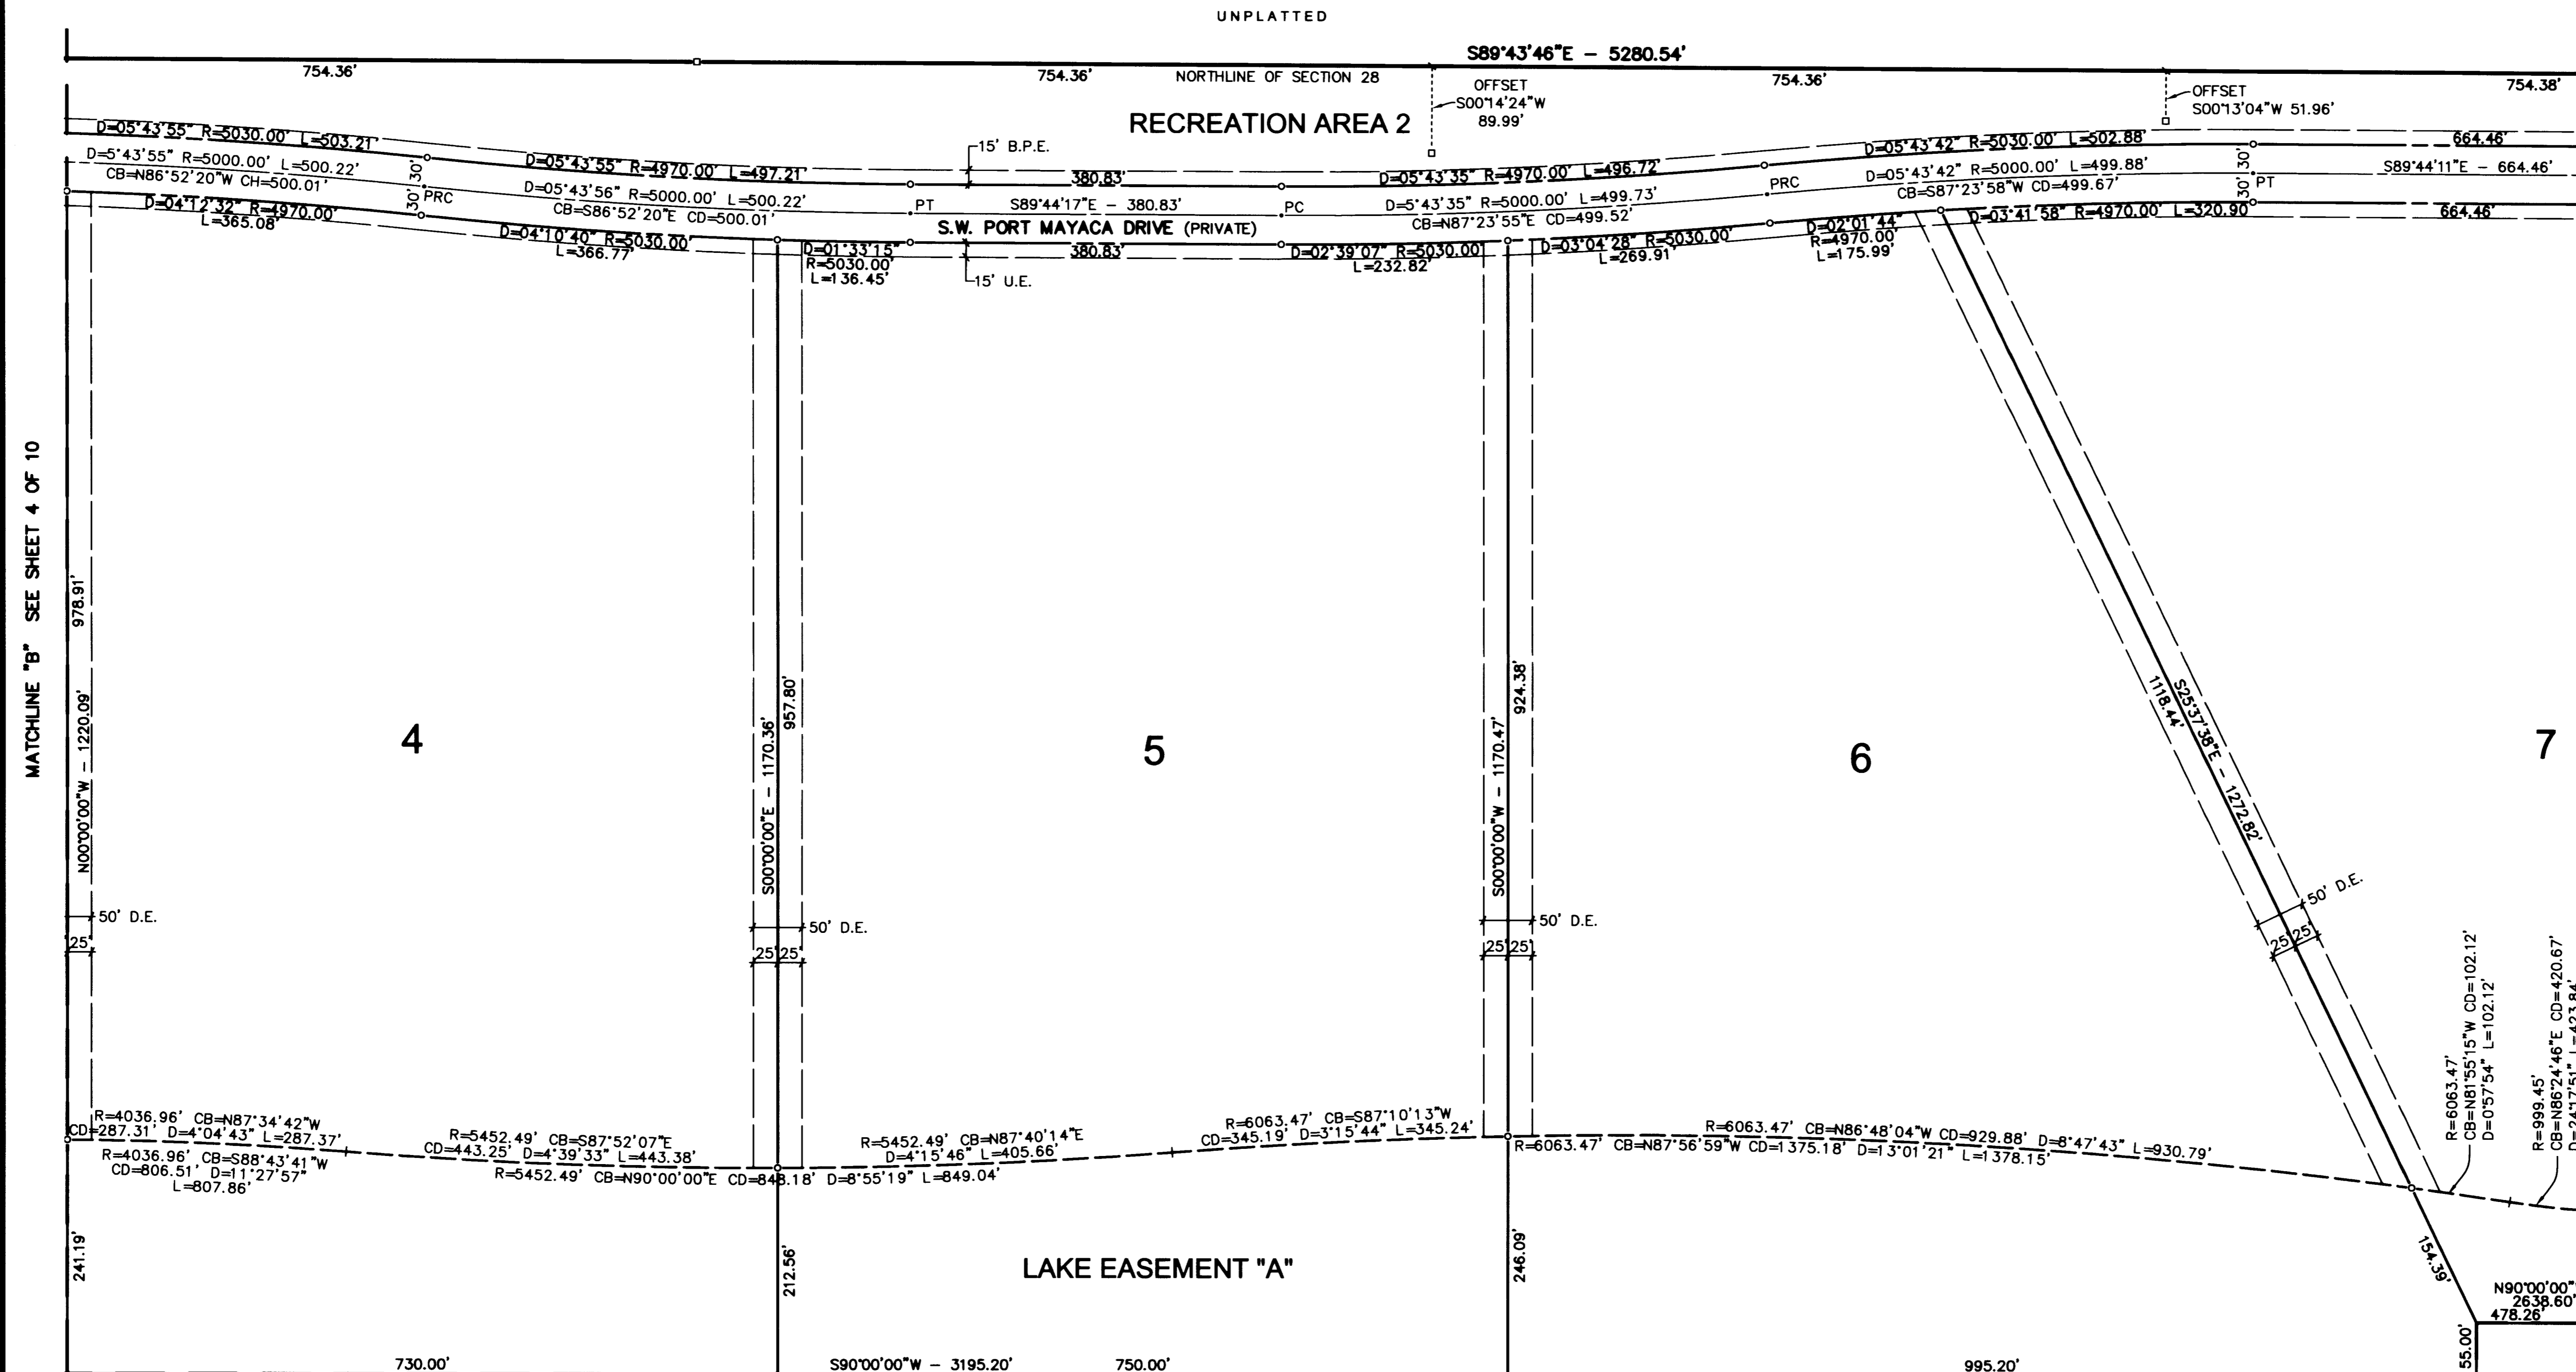 UNPLATTED
S89°43'46"E – 5280.54'
754.36'
754.36'
NORTHLINE OF SECTION 28
754.36'
754.38'
OFFSET
S00°14'24"W
89.99'
OFFSET
S00°13'04"W 51.96'
RECREATION AREA 2
15' B.P.E.
D=05°43'55" R=5030.00' L=503.21'
D=05°43'55" R=4970.00' L=497.21'
380.83'
D=05°43'35" R=4970.00' L=496.72'
D=05°43'42" R=5030.00' L=502.88'
664.46'
D=5°43'55" R=5000.00' L=500.22'
CB=N86°52'20"W CH=500.01'
30'
30'
PRC
D=05°43'56" R=5000.00' L=500.22'
CB=S86°52'20"E CD=500.01'
PT
S89°44'17"E – 380.83'
PC
D=5°43'35" R=5000.00' L=499.73'
CB=N87°23'55"E CD=499.52'
PRC
D=05°43'42" R=5000.00' L=499.88'
CB=S87°23'58"W CD=499.67'
30'
30'
PT
S89°44'11"E – 664.46'
S.W. PORT MAYACA DRIVE (PRIVATE)
D=04°12'32" R=4970.00'
L=365.08'
D=04°10'40" R=5030.00'
L=366.77'
D=01°33'15"
R=5030.00'
L=136.45'
380.83'
15' U.E.
D=02°39'07" R=5030.00'
L=232.82'
D=03°04'28" R=5030.00'
L=269.91'
D=02°01'44"
R=4970.00'
L=175.99'
D=03°41'58" R=4970.00' L=320.90'
664.46'
MATCHLINE "B" SEE SHEET 4 OF 10
978.91'
N00°00'00"W – 1220.09'
4
957.80'
S00°00'00"E – 1170.36'
5
924.38'
S00°00'00"W – 1170.47'
6
1118.44'
S25°37'38"E – 1272.82'
7
50' D.E.
25'
50' D.E.
25'
25'
50' D.E.
25'
25'
50' D.E.
25'
25'
R=6063.47'
CB=N81°55'15"W CD=102.12'
D=0°57'54" L=102.12'
R=999.45'
CB=N86°24'46"E CD=420.67'
D=24°17'51" L=423.84'
R=4036.96' CB=N87°34'42"W
CD=287.31' D=4°04'43" L=287.37'
R=4036.96' CB=S88°43'41"W
CD=806.51' D=11°27'57"
L=807.86'
R=5452.49' CB=S87°52'07"E
CD=443.25' D=4°39'33" L=443.38'
R=5452.49' CB=N87°40'14"E
D=4°15'46" L=405.66'
R=5452.49' CB=N90°00'00"E CD=848.18' D=8°55'19" L=849.04'
R=6063.47' CB=S87°10'13"W
CD=345.19' D=3°15'44" L=345.24'
R=6063.47' CB=N86°48'04"W CD=929.88' D=8°47'43" L=930.79'
R=6063.47' CB=N87°56'59"W CD=1375.18' D=13°01'21" L=1378.15'
241.19'
212.56'
LAKE EASEMENT "A"
246.09'
154.39'
N90°00'00"
2638.60'
478.26'
55.00'
730.00'
S90°00'00"W – 3195.20'
750.00'
995.20'